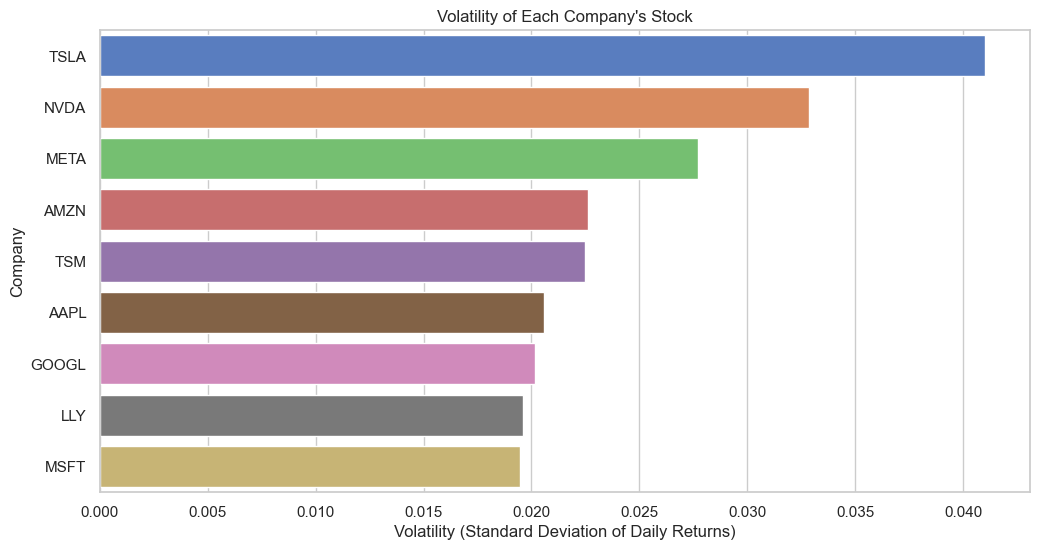 Volatility of Each Company's Stock
TSLA
NVDA
META
AMZN
TSM
AAPL
GOOGL
LLY
MSFT
Company
0.000 0.005 0.010 0.015 0.020 0.025 0.030 0.035 0.040
Volatility (Standard Deviation of Daily Returns)